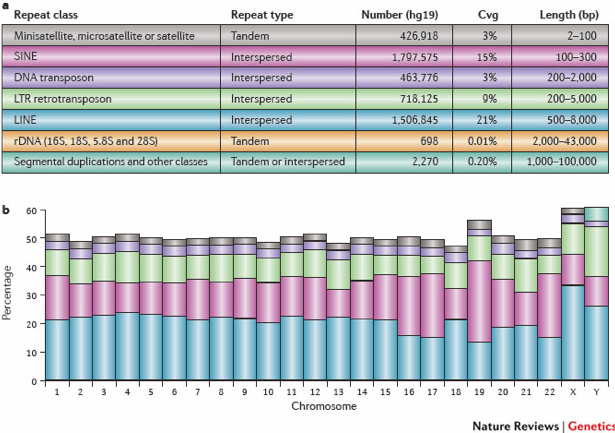 a
Repeat class Repeat type Number (hg19) Cvg Length (bp)
Minisatellite, microsatellite or satellite Tandem 426,918 3% 2–100
SINE Interspersed 1,797,575 15% 100–300
DNA transposon Interspersed 463,776 3% 200–2,000
LTR retrotransposon Interspersed 718,125 9% 200–5,000
LINE Interspersed 1,506,845 21% 500–8,000
rDNA (16S, 18S, 5.8S and 28S) Tandem 698 0.01% 2,000–43,000
Segmental duplications and other classes Tandem or interspersed 2,270 0.20% 1,000–100,000
b
Percentage
60
50
40
30
20
10
0
1 2 3 4 5 6 7 8 9 10 11 12 13 14 15 16 17 18 19 20 21 22 X Y
Chromosome
Nature Reviews | Genetics